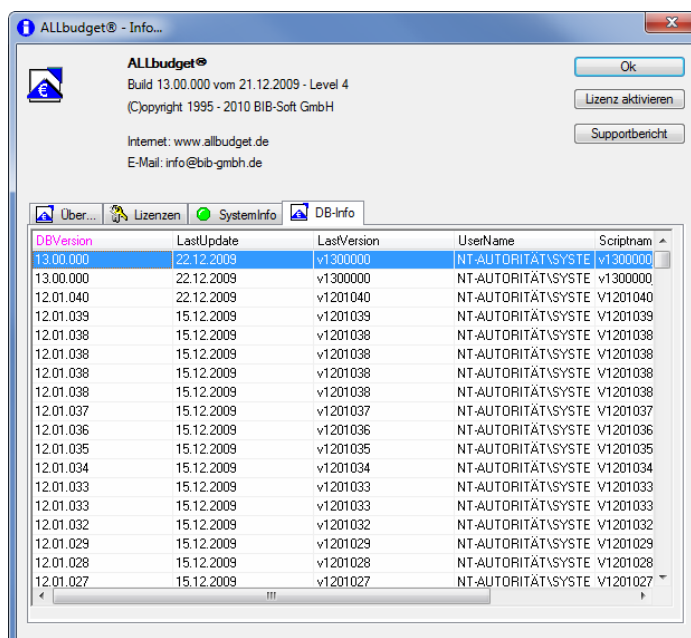 ALLbudget® - Info...
ALLbudget®
Build 13.00.000 vom 21.12.2009 - Level 4
(C)opyright 1995 - 2010 BIB-Soft GmbH
Internet: www.allbudget.de
E-Mail: info@bib-gmbh.de
Ok
Lizenz aktivieren
Supportbericht
Über... Lizenzen SystemInfo DB-Info
DBVersion LastUpdate LastVersion UserName Scriptnam
13.00.000 22.12.2009 v1300000 NT-AUTORITÄT\SYSTE v1300000
13.00.000 22.12.2009 v1300000 NT-AUTORITÄT\SYSTE v1300000_
12.01.040 22.12.2009 v1201040 NT-AUTORITÄT\SYSTE V1201040
12.01.039 15.12.2009 v1201039 NT-AUTORITÄT\SYSTE V1201039
12.01.038 15.12.2009 v1201038 NT-AUTORITÄT\SYSTE V1201038
12.01.038 15.12.2009 v1201038 NT-AUTORITÄT\SYSTE V1201038
12.01.038 15.12.2009 v1201038 NT-AUTORITÄT\SYSTE V1201038
12.01.038 15.12.2009 v1201038 NT-AUTORITÄT\SYSTE V1201038
12.01.037 15.12.2009 v1201037 NT-AUTORITÄT\SYSTE V1201037
12.01.036 15.12.2009 v1201036 NT-AUTORITÄT\SYSTE V1201036
12.01.035 15.12.2009 v1201035 NT-AUTORITÄT\SYSTE V1201035
12.01.034 15.12.2009 v1201034 NT-AUTORITÄT\SYSTE V1201034
12.01.033 15.12.2009 v1201033 NT-AUTORITÄT\SYSTE V1201033
12.01.033 15.12.2009 v1201033 NT-AUTORITÄT\SYSTE V1201033
12.01.032 15.12.2009 v1201032 NT-AUTORITÄT\SYSTE V1201032
12.01.029 15.12.2009 v1201029 NT-AUTORITÄT\SYSTE V1201029
12.01.028 15.12.2009 v1201028 NT-AUTORITÄT\SYSTE V1201028
12.01.027 15.12.2009 v1201027 NT-AUTORITÄT\SYSTE V1201027